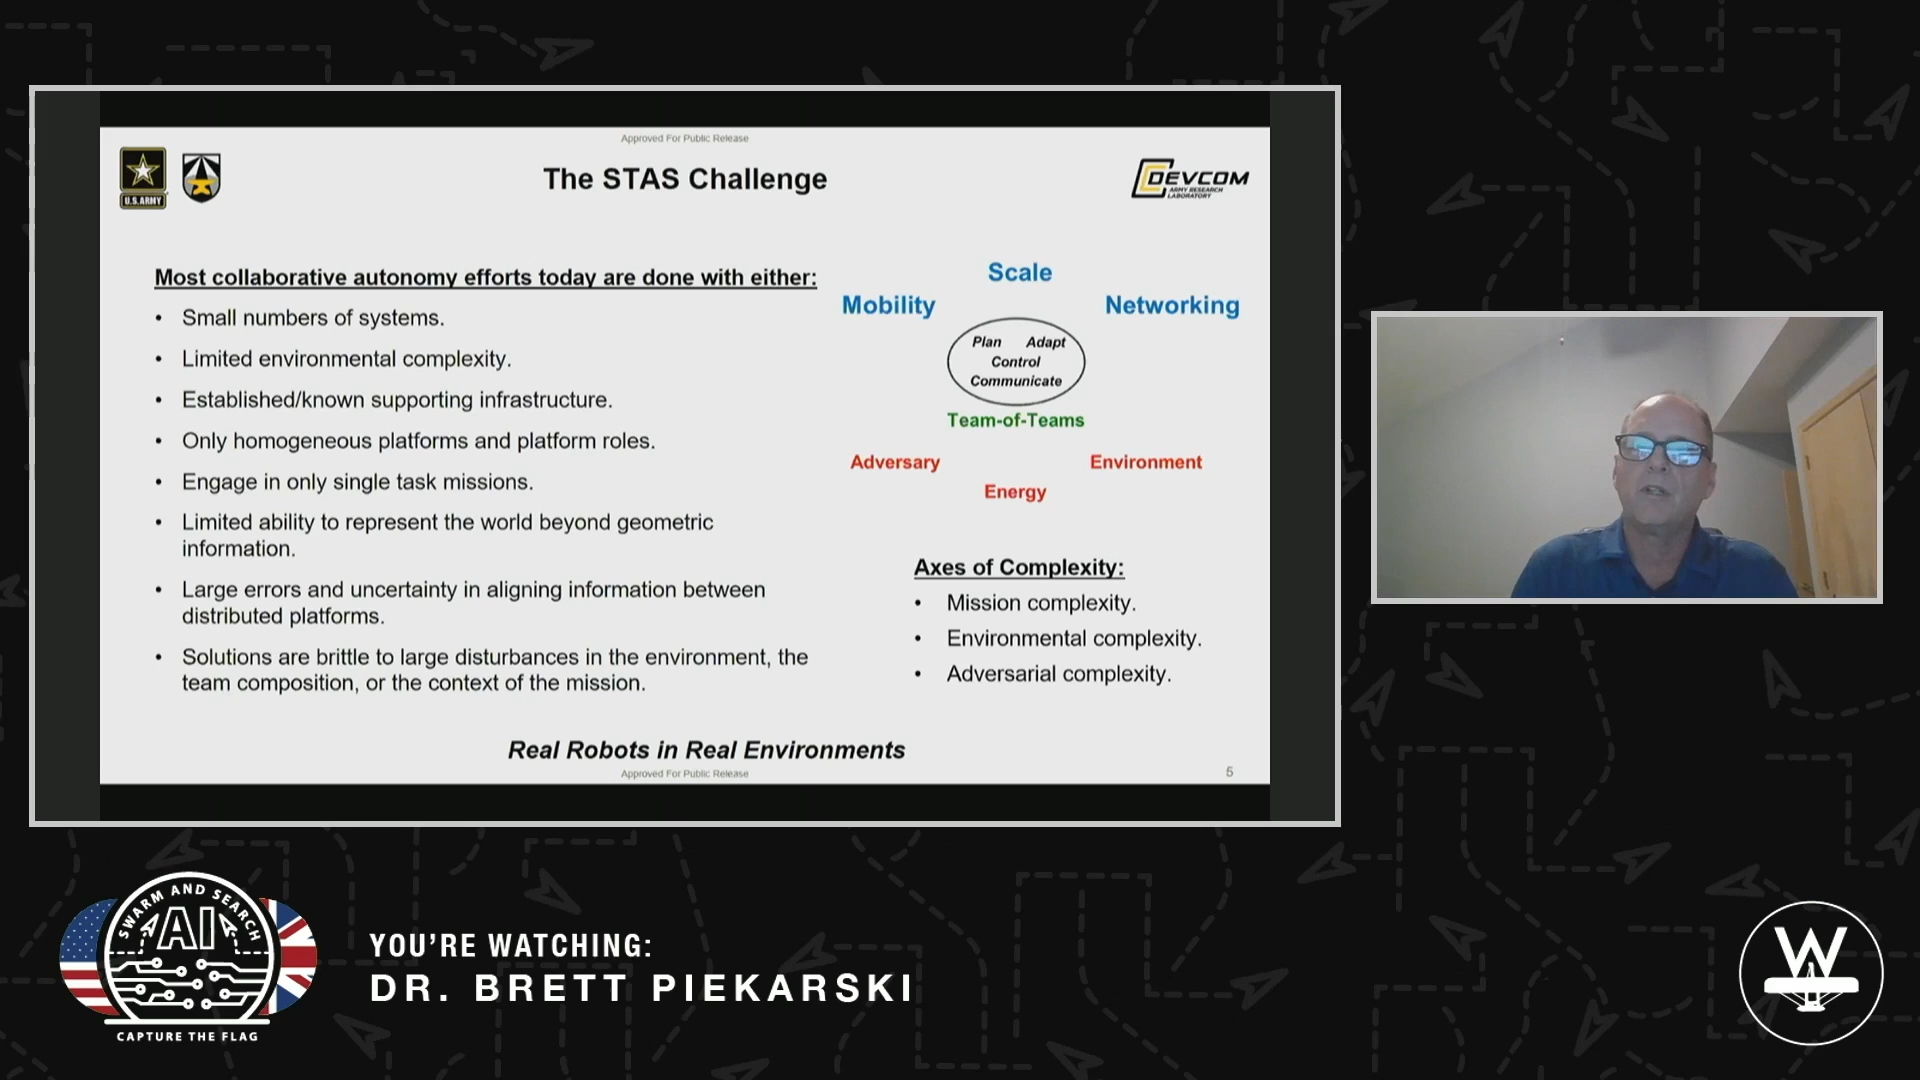 Approved For Public Release
U.S.ARMY
The STAS Challenge
DEVCOM
ARMY RESEARCH
LABORATORY
Most collaborative autonomy efforts today are done with either:
• Small numbers of systems.
• Limited environmental complexity.
• Established/known supporting infrastructure.
• Only homogeneous platforms and platform roles.
• Engage in only single task missions.
• Limited ability to represent the world beyond geometric
information.
• Large errors and uncertainty in aligning information between
distributed platforms.
• Solutions are brittle to large disturbances in the environment, the
team composition, or the context of the mission.
Scale
Mobility
Networking
Plan Adapt
Control
Communicate
Team-of-Teams
Adversary
Environment
Energy
Axes of Complexity:
• Mission complexity.
• Environmental complexity.
• Adversarial complexity.
Real Robots in Real Environments
Approved For Public Release
5
SWARM AND SEARCH
AI
CAPTURE THE FLAG
YOU'RE WATCHING:
DR. BRETT PIEKARSKI
W